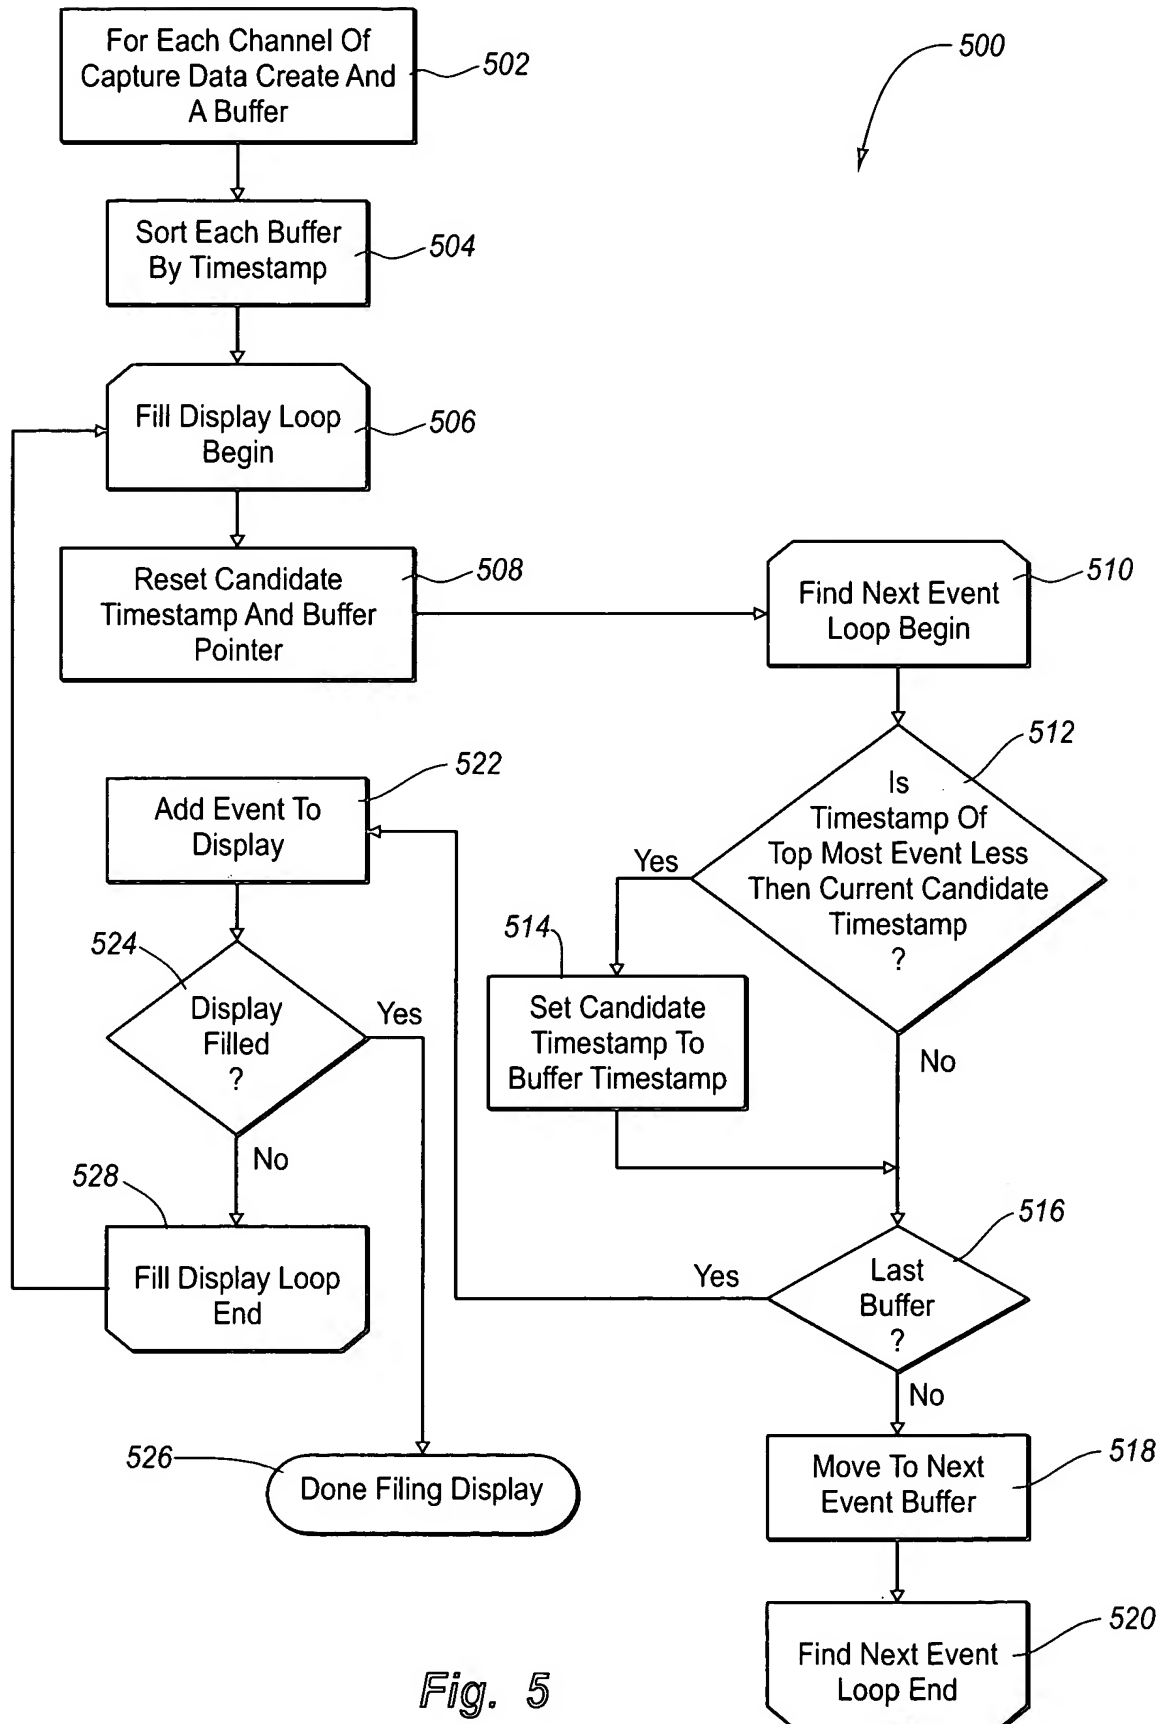 For Each Channel Of
Capture Data Create And
A Buffer
502
500
Sort Each Buffer
By Timestamp
504
Fill Display Loop
Begin
506
Reset Candidate
Timestamp And Buffer
Pointer
508
Find Next Event
Loop Begin
510
Is
Timestamp Of
Top Most Event Less
Then Current Candidate
Timestamp
?
512
Yes
No
514
Set Candidate
Timestamp To
Buffer Timestamp
Last
Buffer
?
516
Yes
No
Move To Next
Event Buffer
518
Find Next Event
Loop End
520
Add Event To
Display
522
524
Display
Filled
?
Yes
No
528
Fill Display Loop
End
526
Done Filing Display
Fig. 5